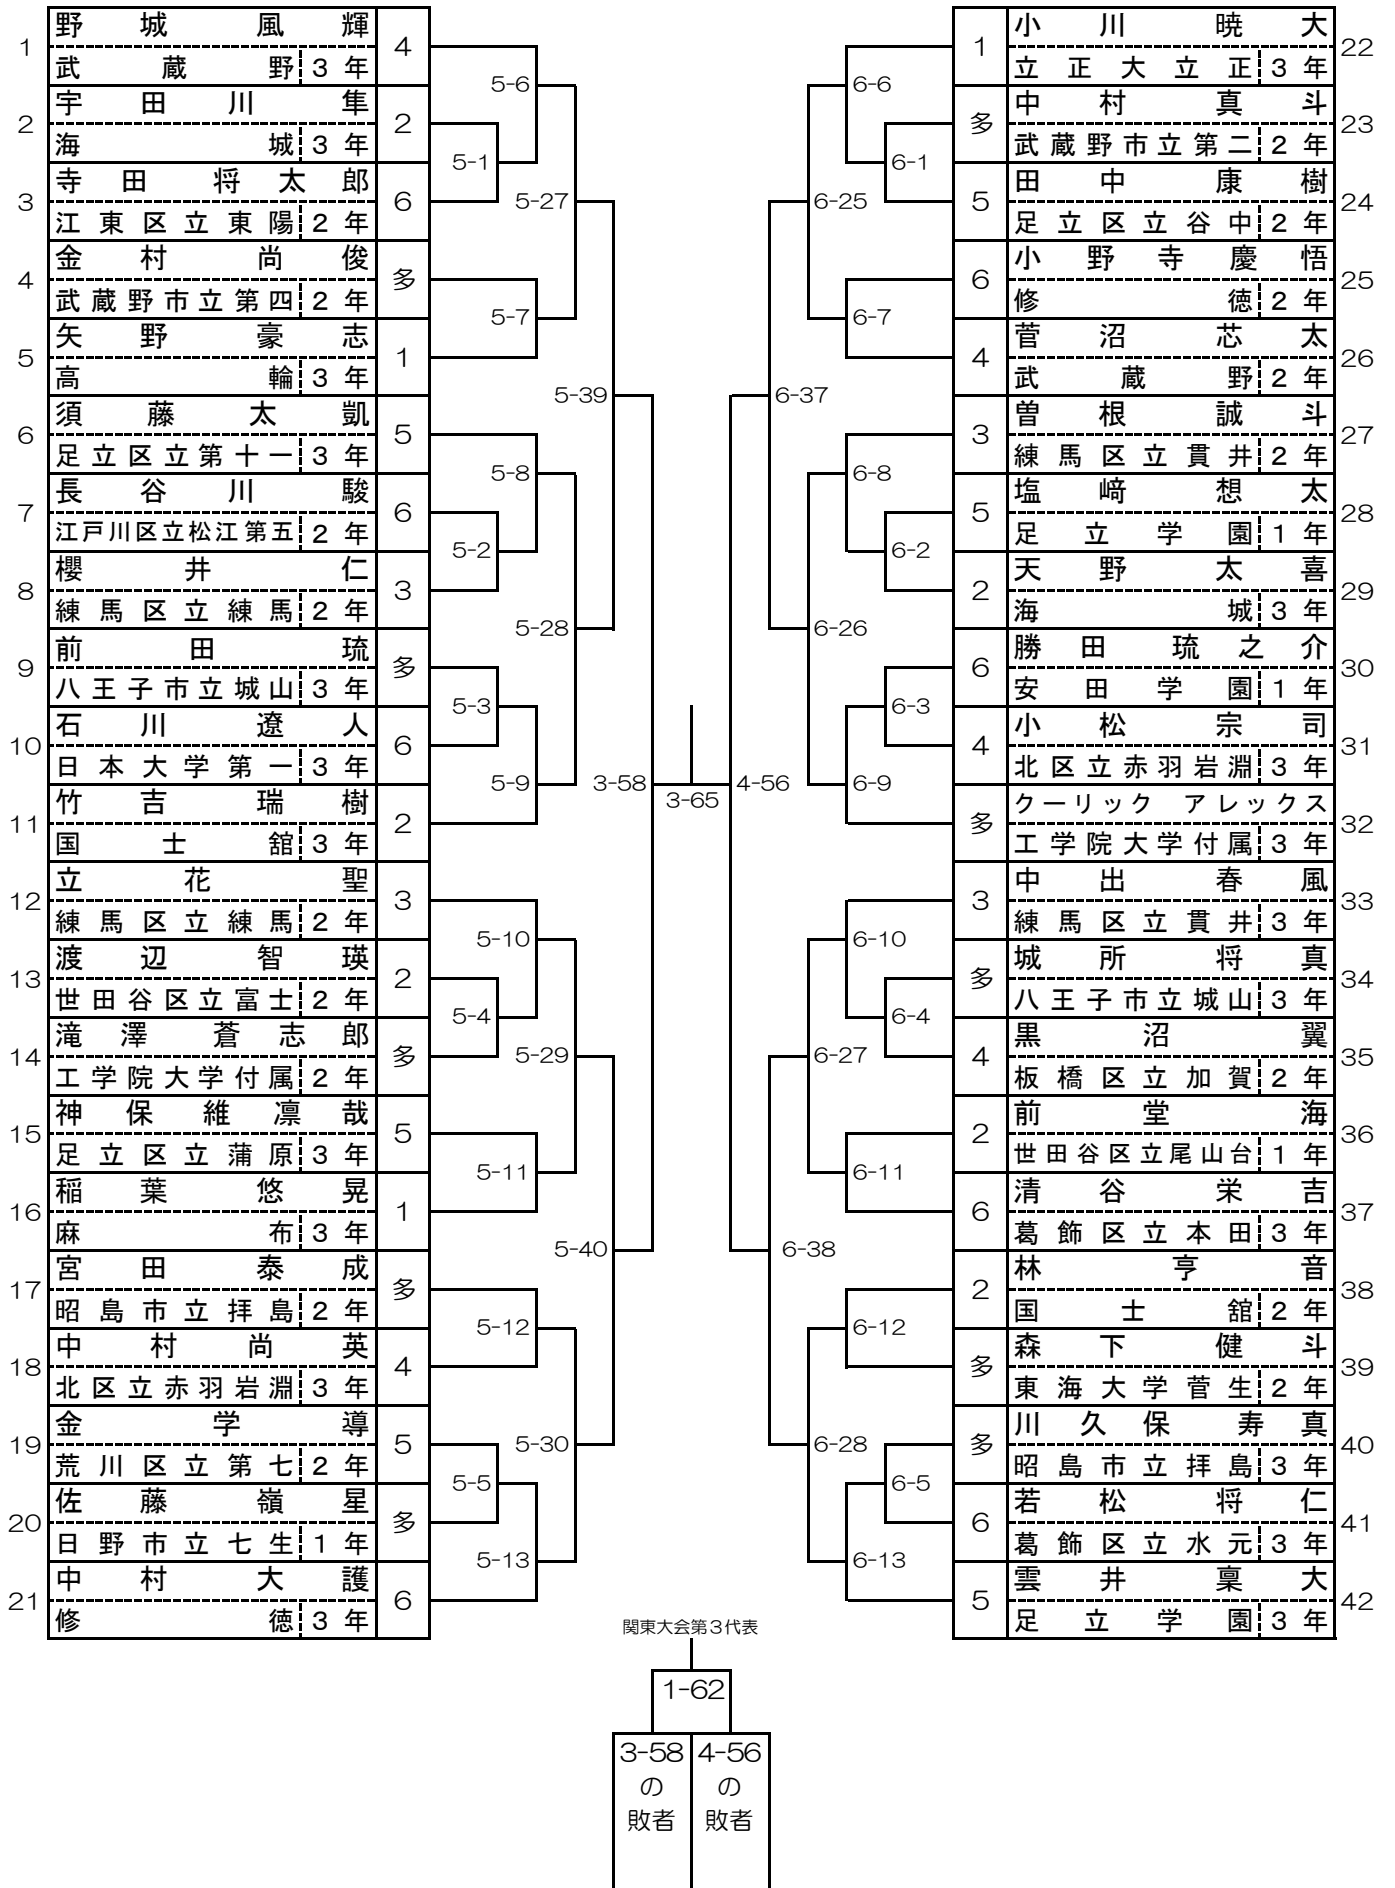 1 野城風輝 4
武蔵野 3年
2 宇田川隼 2
海城 3年
3 寺田将太郎 6
江東区立東陽 2年
4 金村尚俊 多
武蔵野市立第四 2年
5 矢野豪志 1
高輪 3年
6 須藤太凱 5
足立区立第十一 3年
7 長谷川駿 6
江戸川区立松江第五 2年
8 櫻井仁 3
練馬区立練馬 2年
9 前田琉 多
八王子市立城山 3年
10 石川遼人 6
日本大学第一 3年
11 竹吉瑞樹 2
国士舘 3年
12 立花聖 3
練馬区立練馬 2年
13 渡辺智瑛 2
世田谷区立富士 2年
14 滝澤蒼志郎 多
工学院大学付属 2年
15 神保維凛哉 5
足立区立蒲原 3年
16 稲葉悠晃 1
麻布 3年
17 宮田泰成 多
昭島市立拝島 2年
18 中村尚英 4
北区立赤羽岩淵 3年
19 金学導 5
荒川区立第七 2年
20 佐藤嶺星 多
日野市立七生 1年
21 中村大護 6
修徳 3年
5-6
5-1
5-27
5-7
5-39
5-8
5-2
5-28
5-3
5-9
3-58
5-10
5-4
5-29
5-11
5-40
5-12
5-30
5-5
5-13
3-65
6-6
6-1
6-25
6-7
6-37
6-8
6-2
6-26
6-3
6-9
4-56
6-10
6-4
6-27
6-11
6-38
6-12
6-28
6-5
6-13
1 小川暁大 22
立正大立正 3年
多 中村真斗 23
武蔵野市立第二 2年
5 田中康樹 24
足立区立谷中 2年
6 小野寺慶悟 25
修徳 2年
4 菅沼芯太 26
武蔵野 2年
3 曽根誠斗 27
練馬区立貫井 2年
5 塩﨑想太 28
足立学園 1年
2 天野太喜 29
海城 3年
6 勝田琉之介 30
安田学園 1年
4 小松宗司 31
北区立赤羽岩淵 3年
多 クーリック アレックス 32
工学院大学付属 3年
3 中出春風 33
練馬区立貫井 3年
多 城所将真 34
八王子市立城山 3年
4 黒沼翼 35
板橋区立加賀 2年
2 前堂海 36
世田谷区立尾山台 1年
6 清谷栄吉 37
葛飾区立本田 3年
2 林亨音 38
国士舘 2年
多 森下健斗 39
東海大学菅生 2年
多 川久保寿真 40
昭島市立拝島 3年
6 若松将仁 41
葛飾区立水元 3年
5 雲井稟大 42
足立学園 3年
関東大会第3代表
1-62
3-58 4-56
の の
敗者 敗者